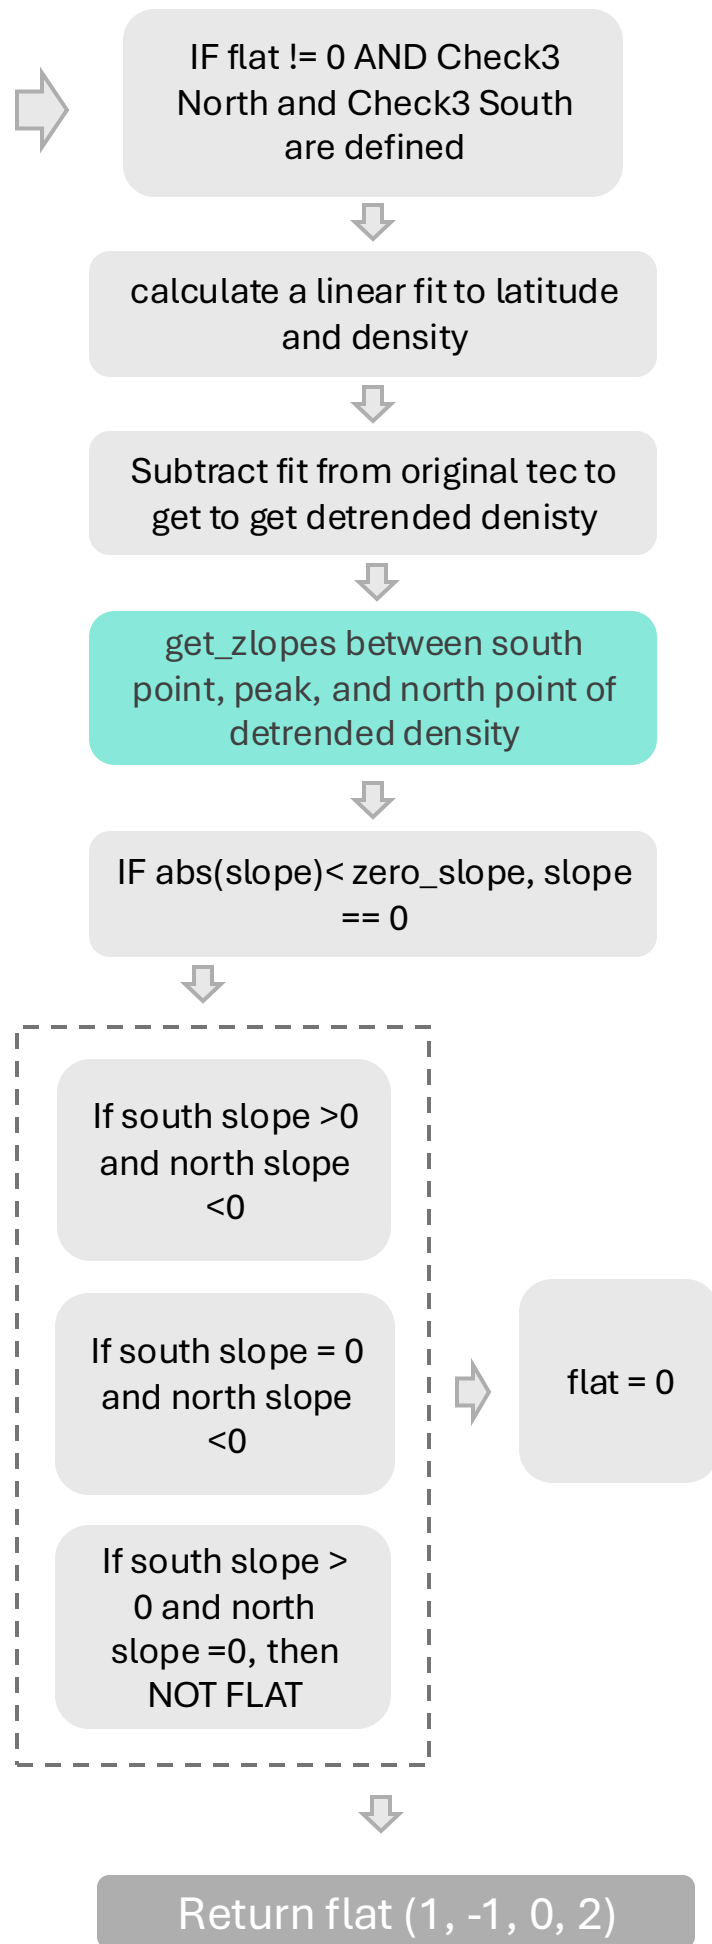 IF flat != 0 AND Check3
North and Check3 South
are defined
calculate a linear fit to latitude
and density
Subtract fit from original tec to
get to get detrended denisty
get_zlopes between south
point, peak, and north point of
detrended density
IF abs(slope)< zero_slope, slope
== 0
If south slope >0
and north slope
<0
If south slope = 0
and north slope
<0
If south slope >
0 and north
slope =0, then
NOT FLAT
flat = 0
Return flat (1, -1, 0, 2)